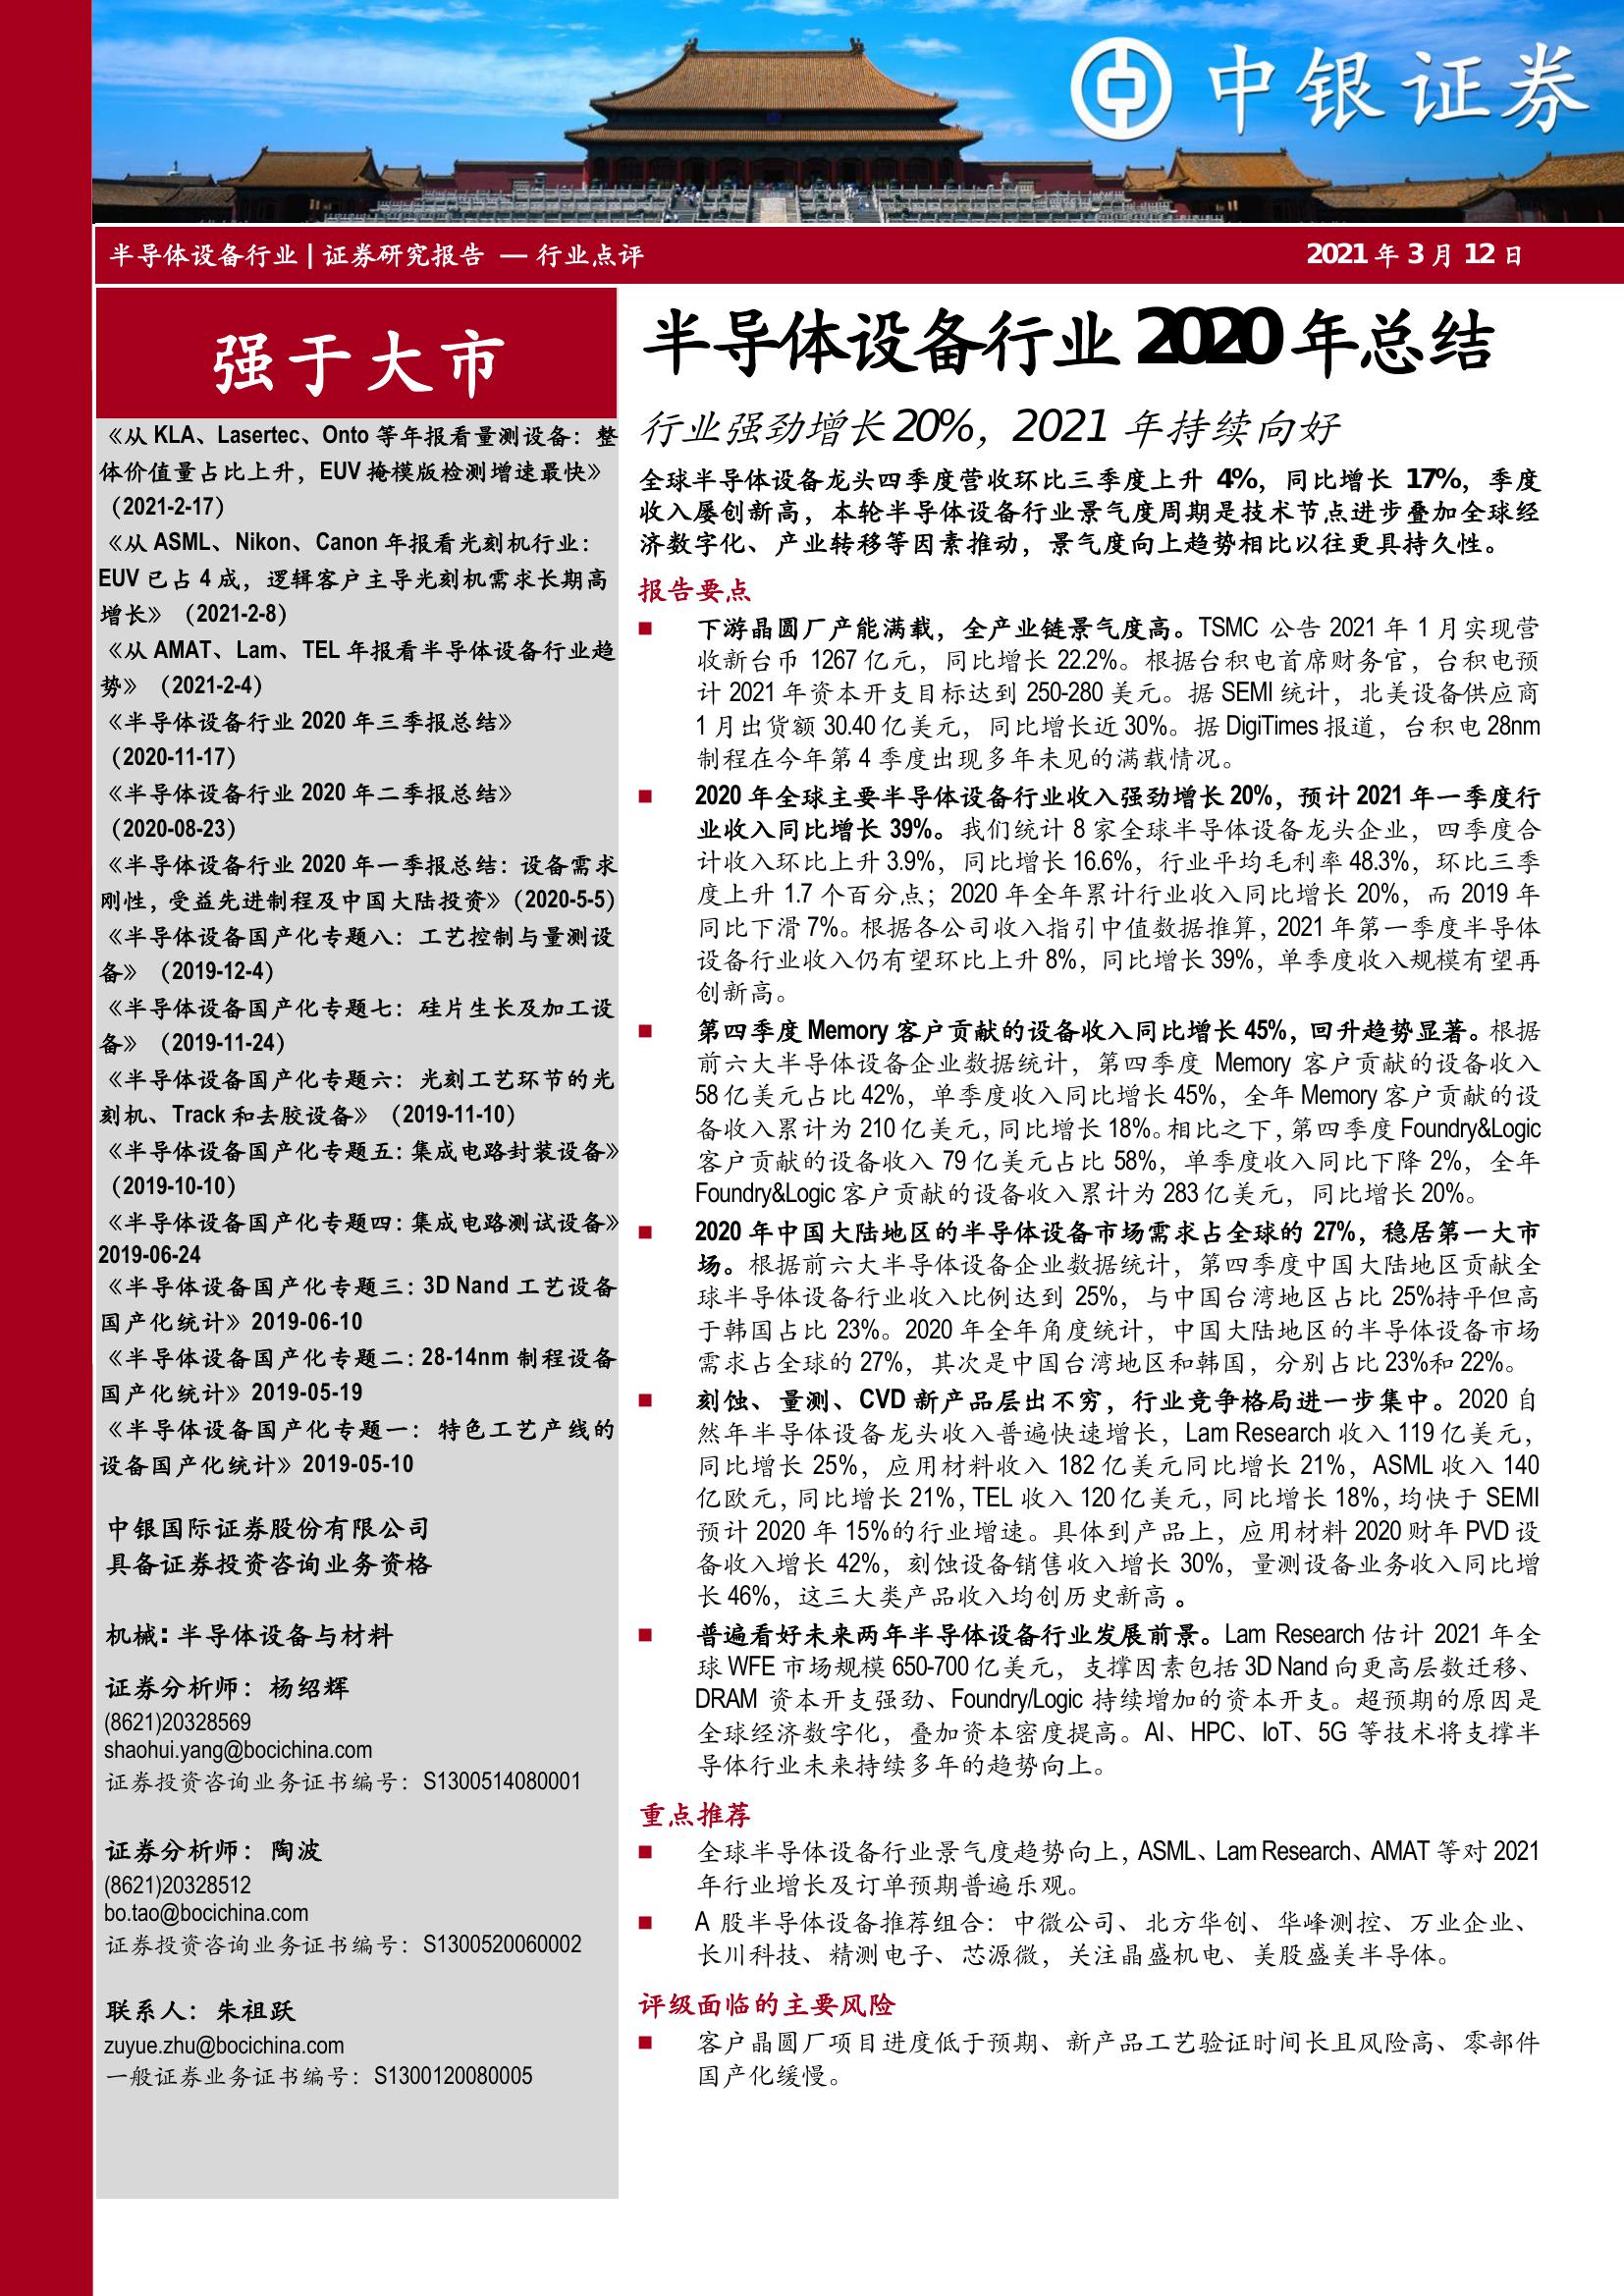 中银证券
半导体设备行业 | 证券研究报告 — 行业点评
2021 年 3 月 12 日
强于大市
《从 KLA、Lasertec、Onto 等年报看量测设备：整
体价值量占比上升，EUV 掩模版检测增速最快》
（2021-2-17）
《从 ASML、Nikon、Canon 年报看光刻机行业：
EUV 已占 4 成，逻辑客户主导光刻机需求长期高
增长》（2021-2-8）
《从 AMAT、Lam、TEL 年报看半导体设备行业趋
势》（2021-2-4）
《半导体设备行业 2020 年三季报总结》
（2020-11-17）
《半导体设备行业 2020 年二季报总结》
（2020-08-23）
《半导体设备行业 2020 年一季报总结：设备需求
刚性，受益先进制程及中国大陆投资》（2020-5-5）
《半导体设备国产化专题八：工艺控制与量测设
备》（2019-12-4）
《半导体设备国产化专题七：硅片生长及加工设
备》（2019-11-24）
《半导体设备国产化专题六：光刻工艺环节的光
刻机、Track 和去胶设备》（2019-11-10）
《半导体设备国产化专题五：集成电路封装设备》
（2019-10-10）
《半导体设备国产化专题四：集成电路测试设备》
2019-06-24
《半导体设备国产化专题三：3D Nand 工艺设备
国产化统计》2019-06-10
《半导体设备国产化专题二：28-14nm 制程设备
国产化统计》2019-05-19
《半导体设备国产化专题一：特色工艺产线的
设备国产化统计》2019-05-10
中银国际证券股份有限公司
具备证券投资咨询业务资格
机械：半导体设备与材料
证券分析师：杨绍辉
(8621)20328569
shaohui.yang@bocichina.com
证券投资咨询业务证书编号：S1300514080001
证券分析师：陶波
(8621)20328512
bo.tao@bocichina.com
证券投资咨询业务证书编号：S1300520060002
联系人：朱祖跃
zuyue.zhu@bocichina.com
一般证券业务证书编号：S1300120080005
半导体设备行业 2020 年总结
行业强劲增长 20%，2021 年持续向好
全球半导体设备龙头四季度营收环比三季度上升 4%，同比增长 17%，季度
收入屡创新高，本轮半导体设备行业景气度周期是技术节点进步叠加全球经
济数字化、产业转移等因素推动，景气度向上趋势相比以往更具持久性。
报告要点
■ 下游晶圆厂产能满载，全产业链景气度高。TSMC 公告 2021 年 1 月实现营
收新台币 1267 亿元，同比增长 22.2%。根据台积电首席财务官，台积电预
计 2021 年资本开支目标达到 250-280 美元。据 SEMI 统计，北美设备供应商
1 月出货额 30.40 亿美元，同比增长近 30%。据 DigiTimes 报道，台积电 28nm
制程在今年第 4 季度出现多年未见的满载情况。
■ 2020 年全球主要半导体设备行业收入强劲增长 20%，预计 2021 年一季度行
业收入同比增长 39%。我们统计 8 家全球半导体设备龙头企业，四季度合
计收入环比上升 3.9%，同比增长 16.6%，行业平均毛利率 48.3%，环比三季
度上升 1.7 个百分点；2020 年全年累计行业收入同比增长 20%，而 2019 年
同比下滑 7%。根据各公司收入指引中值数据推算，2021 年第一季度半导体
设备行业收入仍有望环比上升 8%，同比增长 39%，单季度收入规模有望再
创新高。
■ 第四季度 Memory 客户贡献的设备收入同比增长 45%，回升趋势显著。根据
前六大半导体设备企业数据统计，第四季度 Memory 客户贡献的设备收入
58 亿美元占比 42%，单季度收入同比增长 45%，全年 Memory 客户贡献的设
备收入累计为 210 亿美元，同比增长 18%。相比之下，第四季度 Foundry&Logic
客户贡献的设备收入 79 亿美元占比 58%，单季度收入同比下降 2%，全年
Foundry&Logic 客户贡献的设备收入累计为 283 亿美元，同比增长 20%。
■ 2020 年中国大陆地区的半导体设备市场需求占全球的 27%，稳居第一大市
场。根据前六大半导体设备企业数据统计，第四季度中国大陆地区贡献全
球半导体设备行业收入比例达到 25%，与中国台湾地区占比 25%持平但高
于韩国占比 23%。2020 年全年角度统计，中国大陆地区的半导体设备市场
需求占全球的 27%，其次是中国台湾地区和韩国，分别占比 23%和 22%。
■ 刻蚀、量测、CVD 新产品层出不穷，行业竞争格局进一步集中。2020 自
然年半导体设备龙头收入普遍快速增长，Lam Research 收入 119 亿美元，
同比增长 25%，应用材料收入 182 亿美元同比增长 21%，ASML 收入 140
亿欧元，同比增长 21%，TEL 收入 120 亿美元，同比增长 18%，均快于 SEMI
预计 2020 年 15%的行业增速。具体到产品上，应用材料 2020 财年 PVD 设
备收入增长 42%，刻蚀设备销售收入增长 30%，量测设备业务收入同比增
长 46%，这三大类产品收入均创历史新高 。
■ 普遍看好未来两年半导体设备行业发展前景。Lam Research 估计 2021 年全
球 WFE 市场规模 650-700 亿美元，支撑因素包括 3D Nand 向更高层数迁移、
DRAM 资本开支强劲、Foundry/Logic 持续增加的资本开支。超预期的原因是
全球经济数字化，叠加资本密度提高。AI、HPC、IoT、5G 等技术将支撑半
导体行业未来持续多年的趋势向上。
重点推荐
■ 全球半导体设备行业景气度趋势向上，ASML、Lam Research、AMAT 等对 2021
年行业增长及订单预期普遍乐观。
■ A 股半导体设备推荐组合：中微公司、北方华创、华峰测控、万业企业、
长川科技、精测电子、芯源微，关注晶盛机电、美股盛美半导体。
评级面临的主要风险
■ 客户晶圆厂项目进度低于预期、新产品工艺验证时间长且风险高、零部件
国产化缓慢。